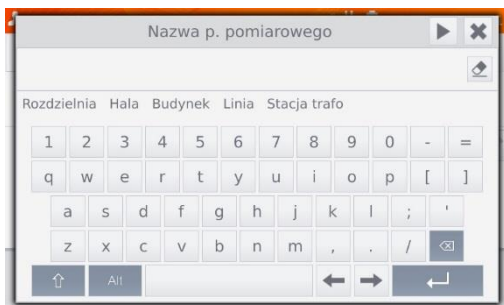 Nazwa p. pomiarowego
Rozdzielnia Hala Budynek Linia Stacja trafo
1 2 3 4 5 6 7 8 9 0 - =
q w e r t y u i o p [ ]
a s d f g h j k l ; '
z x c v b n m , . /
Alt